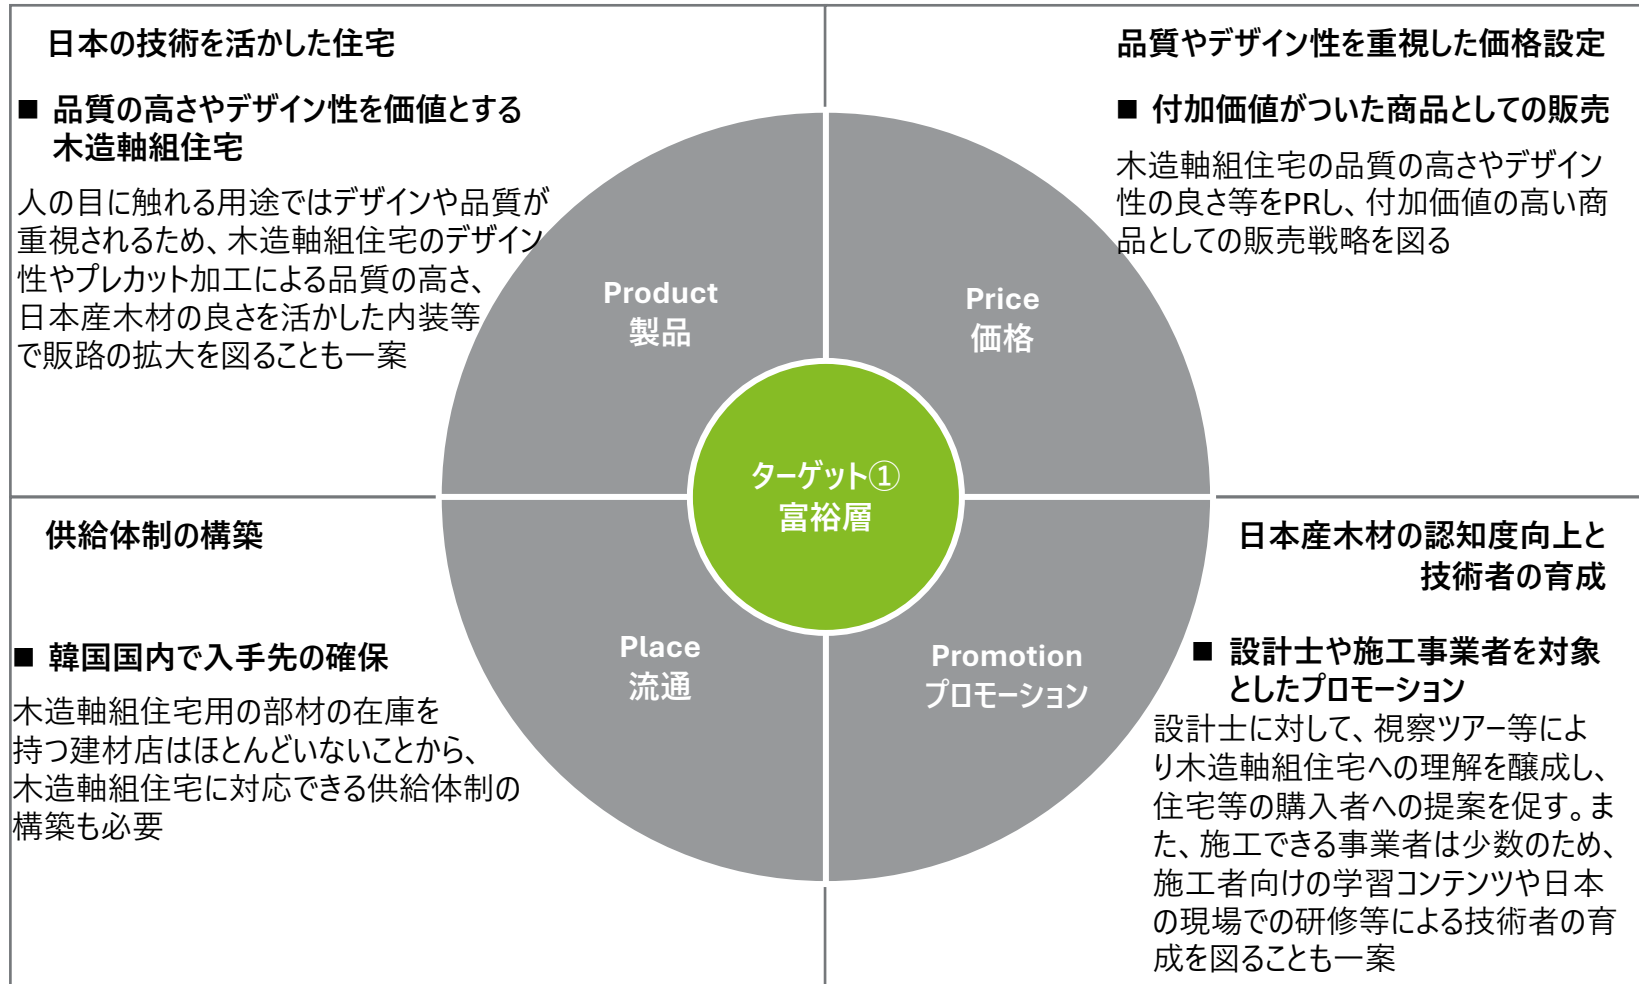 日本の技術を活かした住宅
■ 品質の高さやデザイン性を価値とする
木造軸組住宅
人の目に触れる用途ではデザインや品質が
重視されるため、木造軸組住宅のデザイン
性やプレカット加工による品質の高さ、
日本産木材の良さを活かした内装等
で販路の拡大を図ることも一案
Product
製品
品質やデザイン性を重視した価格設定
■ 付加価値がついた商品としての販売
木造軸組住宅の品質の高さやデザイン
性の良さ等をPRし、付加価値の高い商
品としての販売戦略を図る
Price
価格
ターゲット①
富裕層
供給体制の構築
■ 韓国国内で入手先の確保
木造軸組住宅用の部材の在庫を
持つ建材店はほとんどいないことから、
木造軸組住宅に対応できる供給体制の
構築も必要
Place
流通
日本産木材の認知度向上と
技術者の育成
■ 設計士や施工事業者を対象
としたプロモーション
設計士に対して、視察ツアー等によ
り木造軸組住宅への理解を醸成し、
住宅等の購入者への提案を促す。ま
た、施工できる事業者は少数のため、
施工者向けの学習コンテンツや日本
の現場での研修等による技術者の育
成を図ることも一案
Promotion
プロモーション